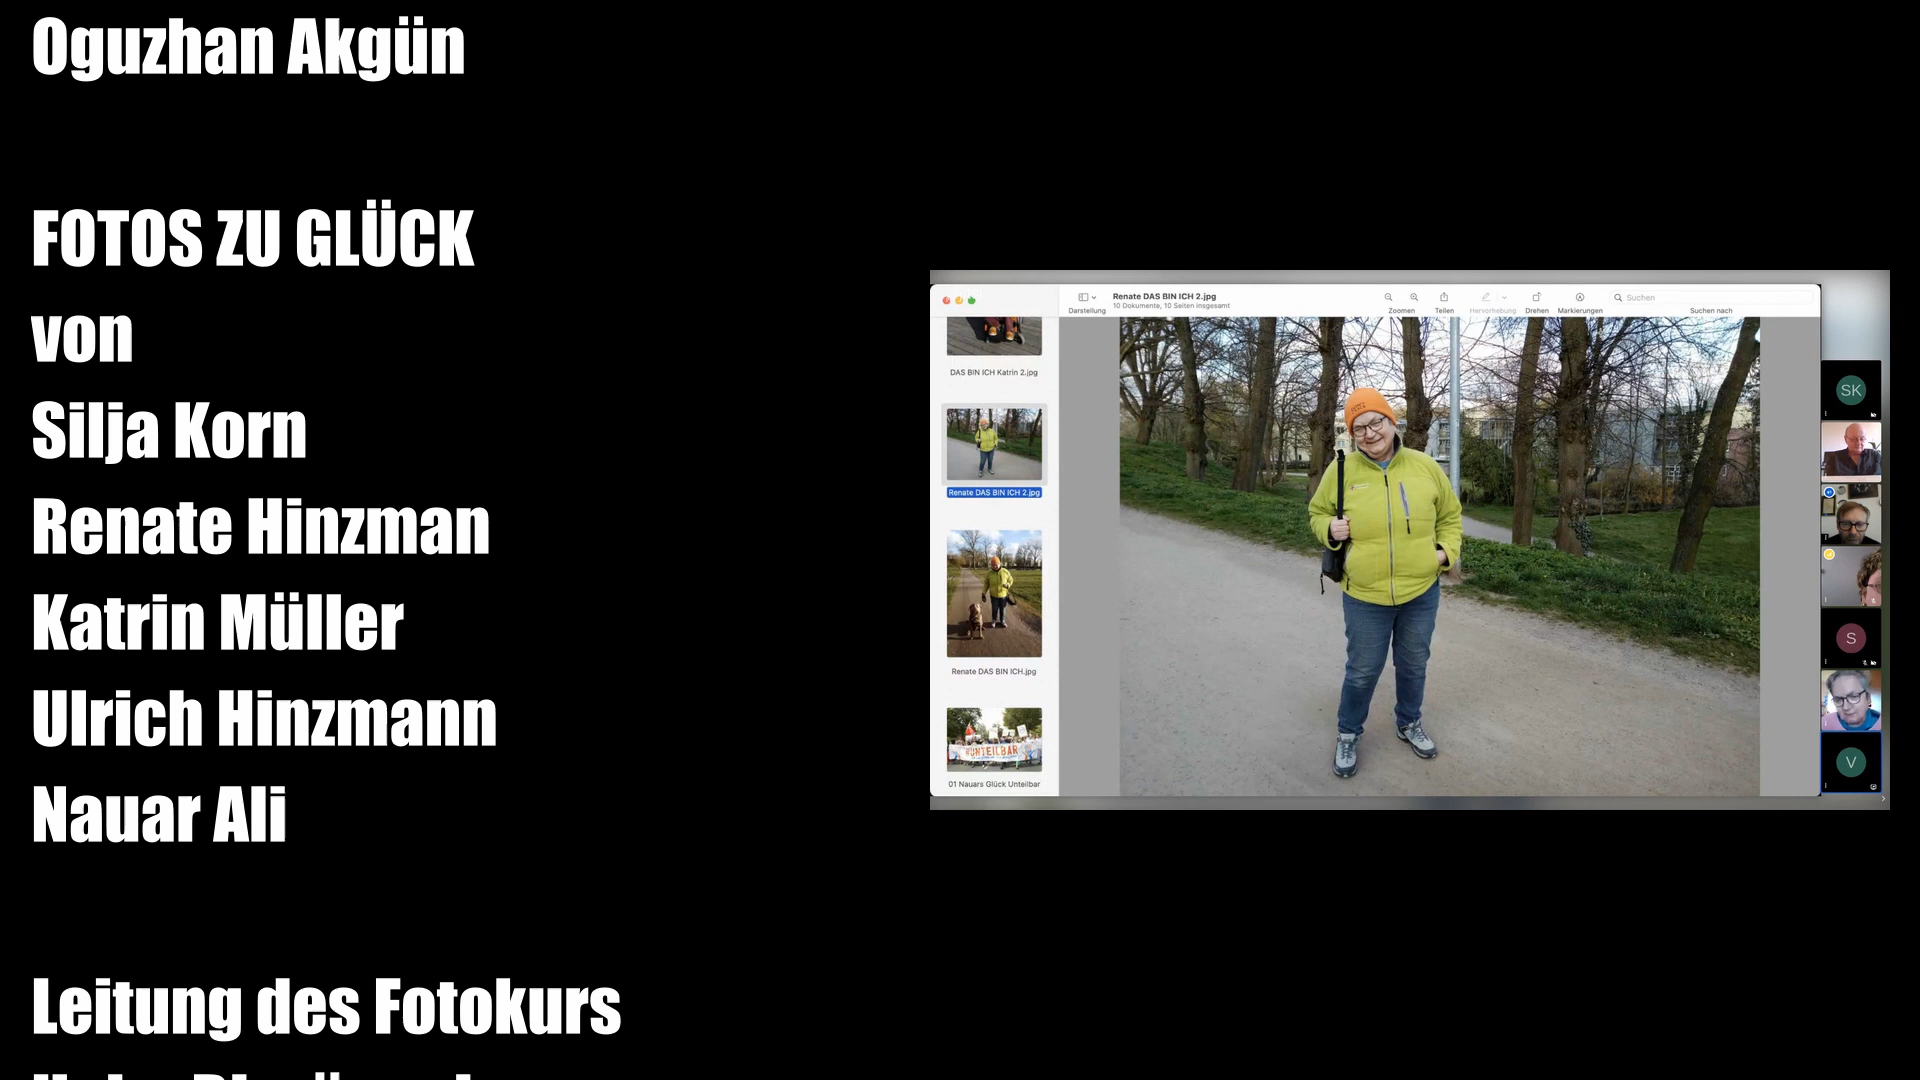 Oguzhan Akgün
FOTOS ZU GLÜCK
von
Silja Korn
Renate Hinzman
Katrin Müller
Ulrich Hinzmann
Nauar Ali
Leitung des Fotokurs
Renate DAS BIN ICH 2.jpg
10 Dokumente, 10 Seiten insgesamt
Darstellung
Zoomen
Teilen
Hervorhebung
Drehen
Markierungen
Suchen
Suchen nach
DAS BIN ICH Katrin 2.jpg
Renate DAS BIN ICH 2.jpg
Renate DAS BIN ICH.jpg
#UNTEILBAR
01 Nauars Glück Unteilbar
SK
S
V